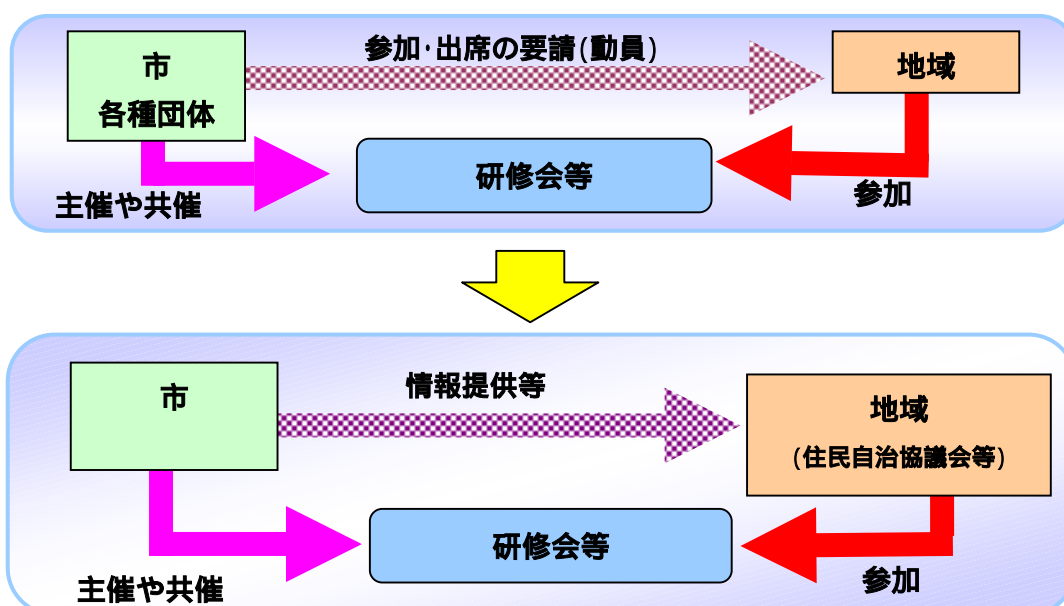 参加・出席の要請(動員)
市
各種団体
地域
研修会等
主催や共催
参加
情報提供等
市
地域
(住民自治協議会等)
研修会等
主催や共催
参加